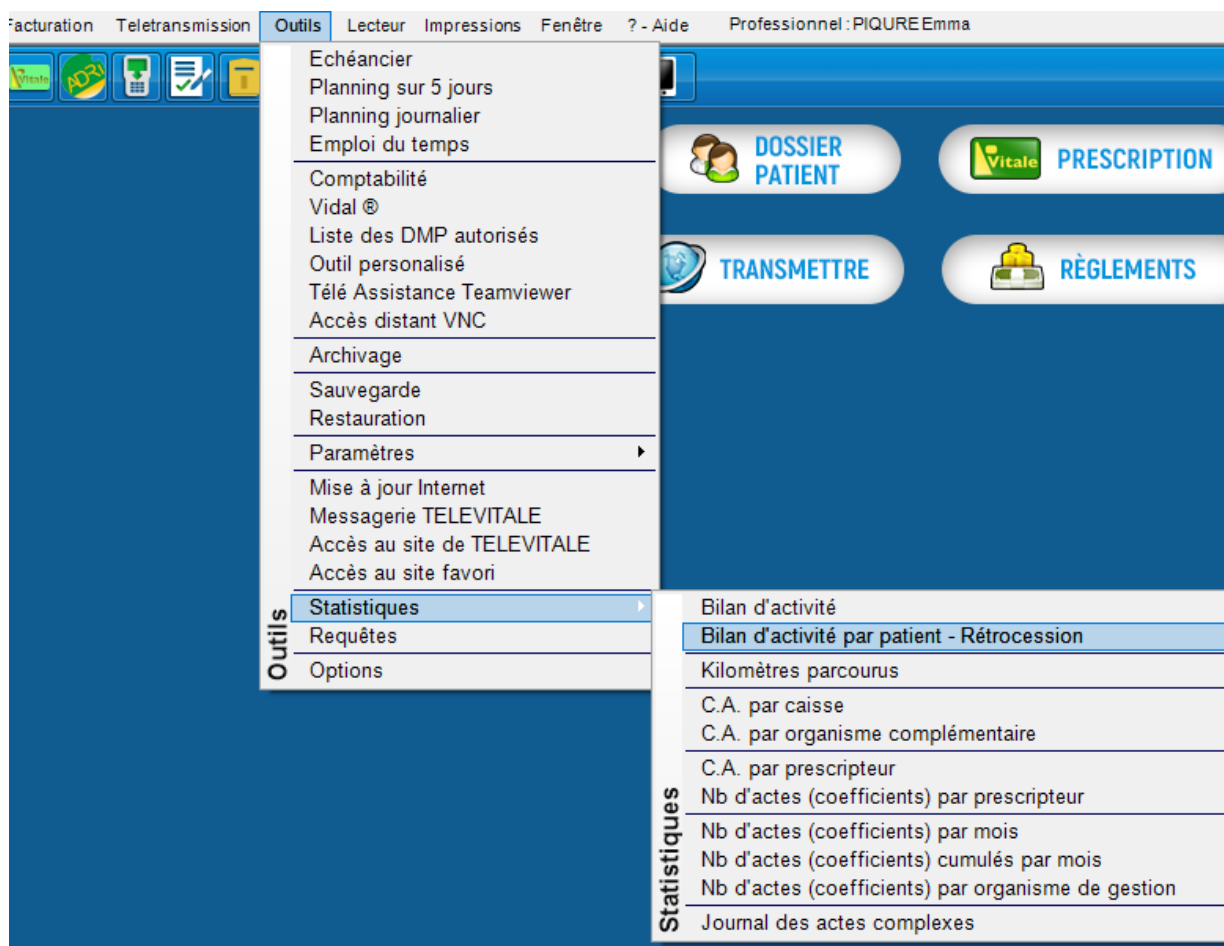 Facturation Teletransmission Outils Lecteur Impressions Fenêtre ? - Aide Professionnel : PIQURE Emma
Vitale ADRI
Echéancier
Planning sur 5 jours
Planning journalier
Emploi du temps
Comptabilité
Vidal ®
Liste des DMP autorisés
Outil personalisé
Télé Assistance Teamviewer
Accès distant VNC
Archivage
Sauvegarde
Restauration
Paramètres
Mise à jour Internet
Messagerie TELEVITALE
Accès au site de TELEVITALE
Accès au site favori
Statistiques
Requêtes
Options
Outils
DOSSIER
PATIENT
Vitale PRESCRIPTION
TRANSMETTRE
RÈGLEMENTS
Bilan d'activité
Bilan d'activité par patient - Rétrocession
Kilomètres parcourus
C.A. par caisse
C.A. par organisme complémentaire
C.A. par prescripteur
Nb d'actes (coefficients) par prescripteur
Nb d'actes (coefficients) par mois
Nb d'actes (coefficients) cumulés par mois
Nb d'actes (coefficients) par organisme de gestion
Journal des actes complexes
Statistiques